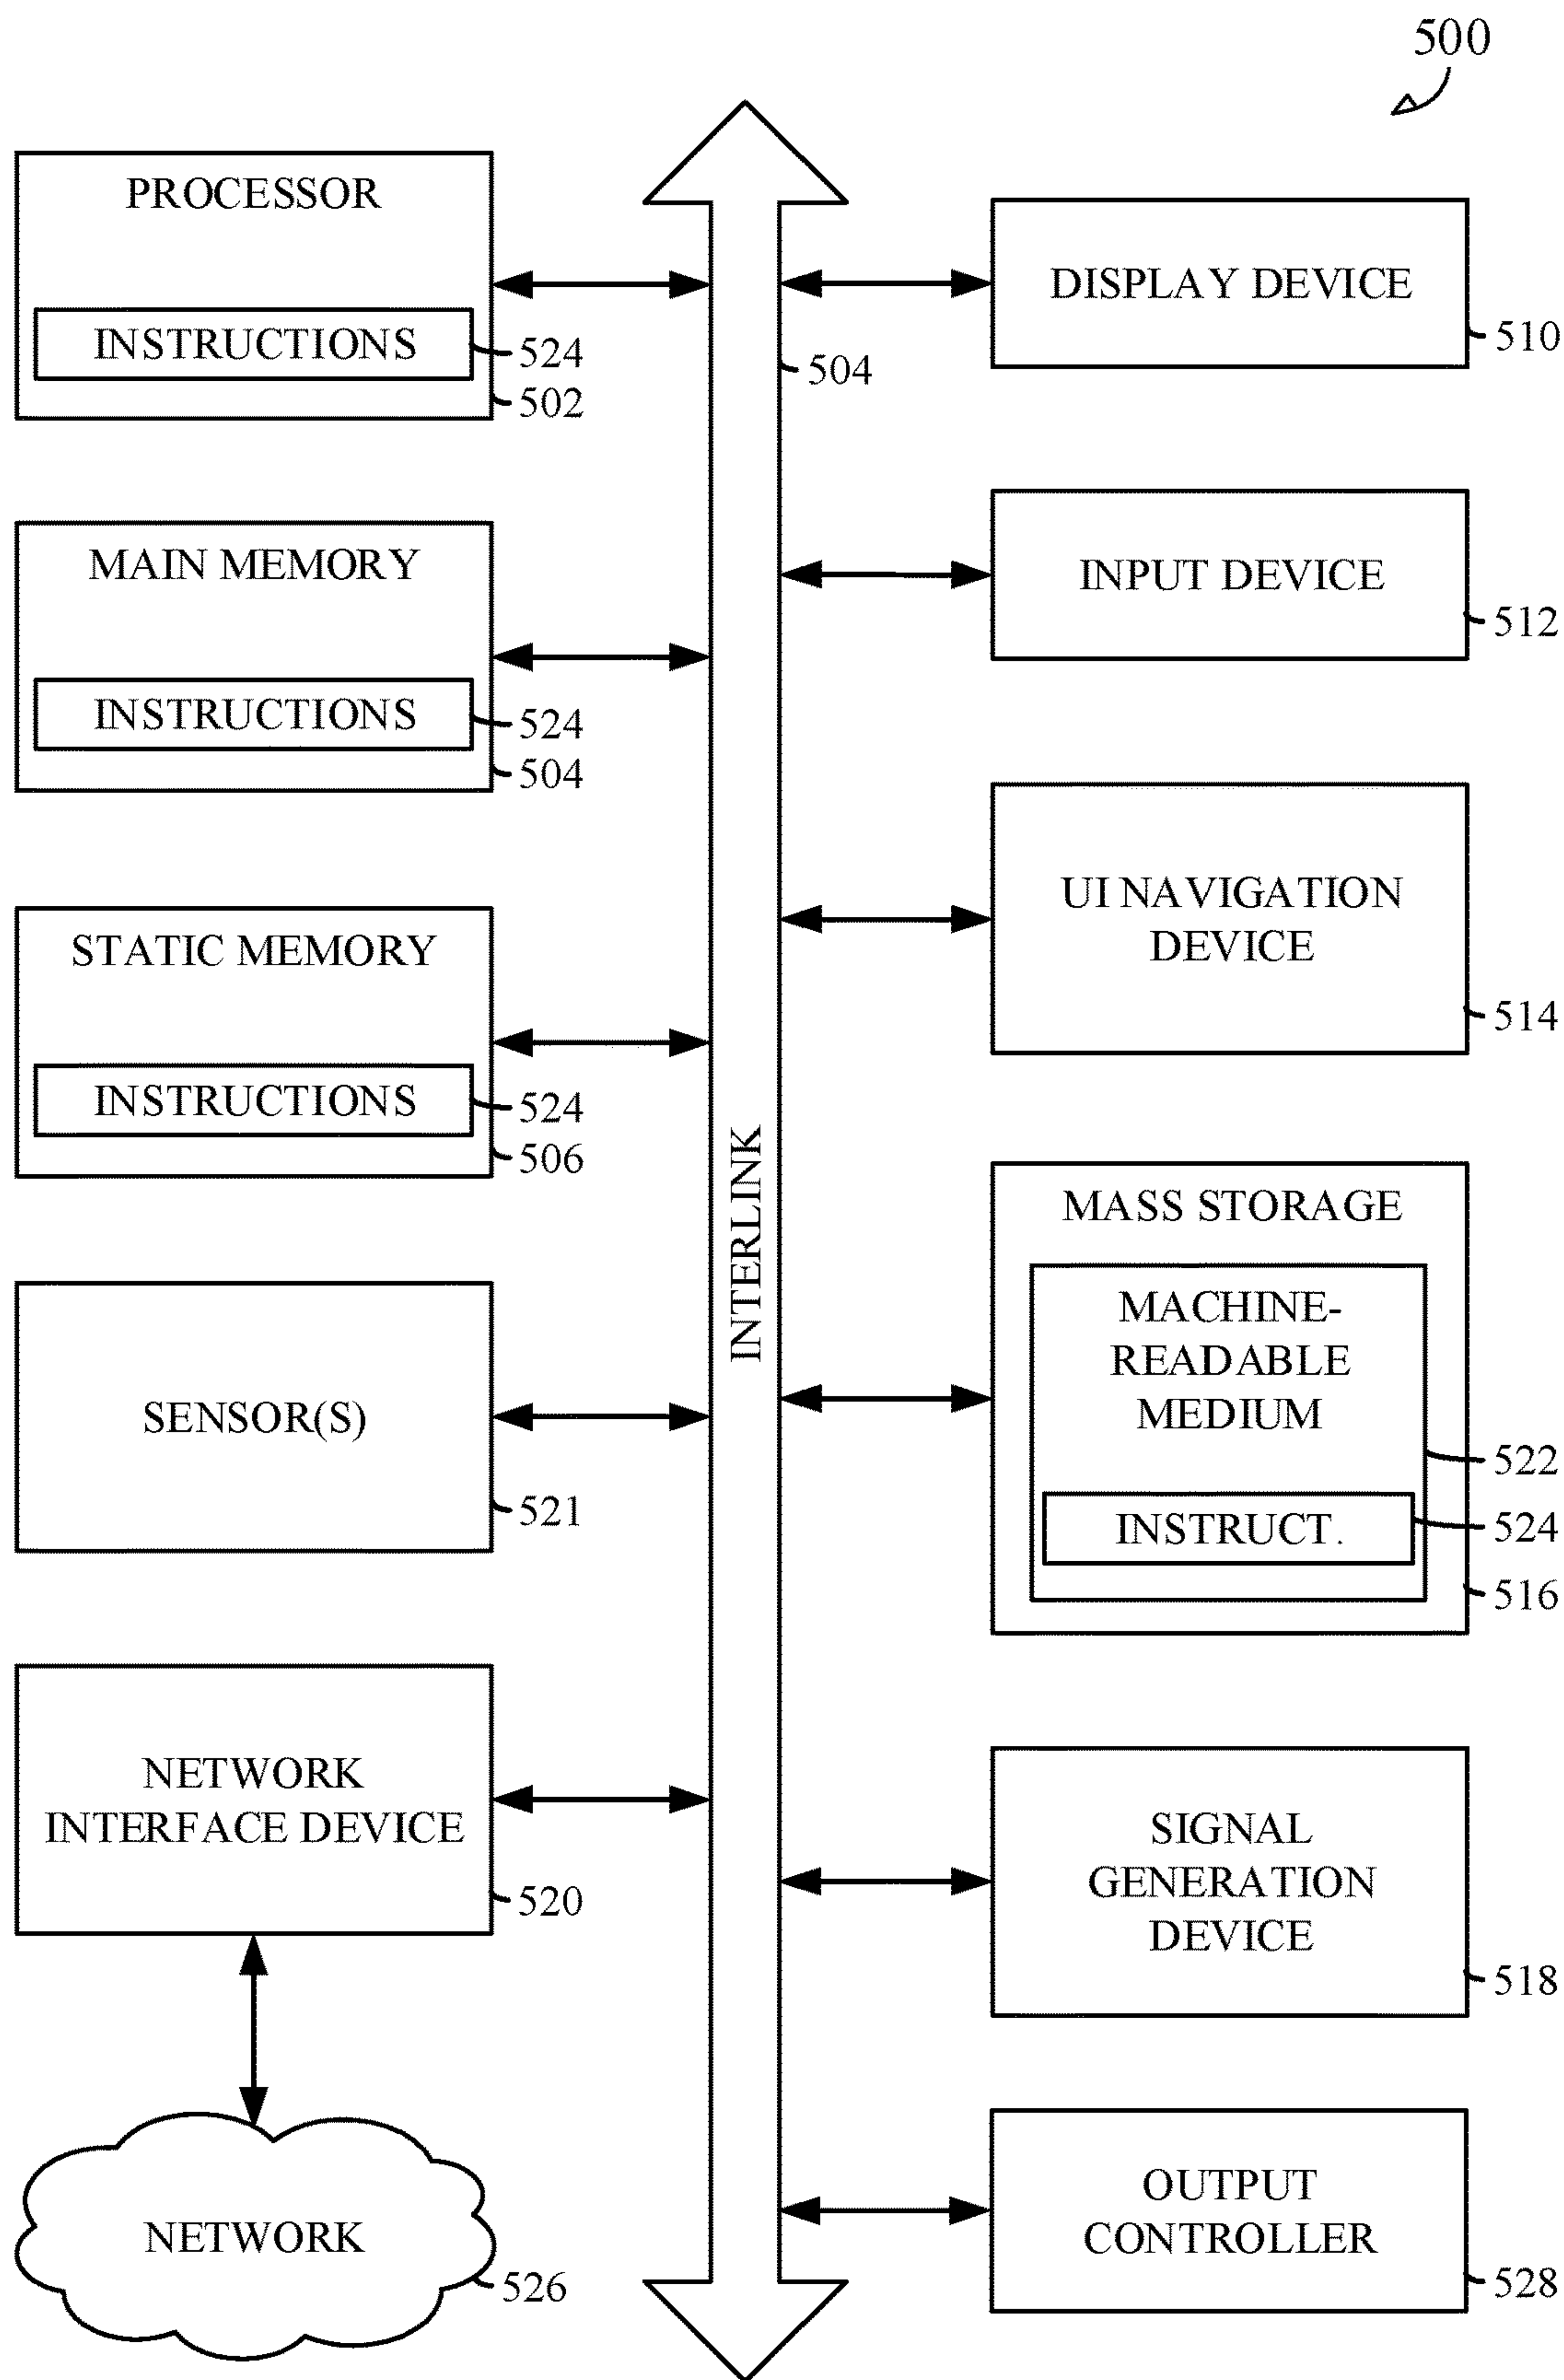 500
PROCESSOR
INSTRUCTIONS
524
502
MAIN MEMORY
INSTRUCTIONS
524
504
STATIC MEMORY
INSTRUCTIONS
524
506
SENSOR(S)
521
NETWORK
INTERFACE DEVICE
520
NETWORK
526
504
INTERLINK
DISPLAY DEVICE
510
INPUT DEVICE
512
UI NAVIGATION
DEVICE
514
MASS STORAGE
MACHINE-
READABLE
MEDIUM
522
INSTRUCT.
524
516
SIGNAL
GENERATION
DEVICE
518
OUTPUT
CONTROLLER
528